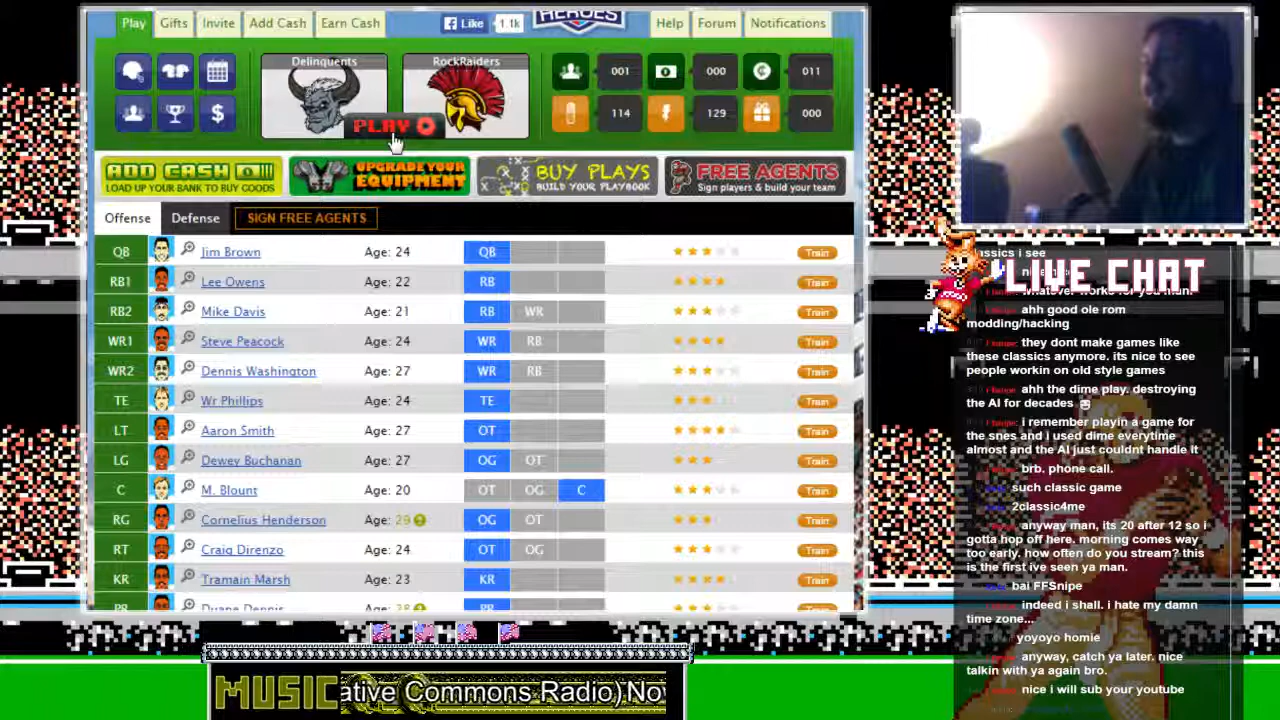 Play Gifts Invite Add Cash Earn Cash Like 1.1k HEROES Help Forum Notifications
Delinquents RockRaiders
001 000 011
PLAY
114 129 000
ADD CASH
LOAD UP YOUR BANK TO BUY GOODS
UPGRADE YOUR
EQUIPMENT
BUY PLAYS
BUILD YOUR PLAYBOOK
FREE AGENTS
Sign players & build your team
Offense Defense SIGN FREE AGENTS
QB Jim Brown Age: 24 QB Train
RB1 Lee Owens Age: 22 RB Train
RB2 Mike Davis Age: 21 RB WR Train
WR1 Steve Peacock Age: 24 WR RB Train
WR2 Dennis Washington Age: 27 WR RB Train
TE Wr Phillips Age: 24 TE Train
LT Aaron Smith Age: 27 OT Train
LG Dewey Buchanan Age: 27 OG OT Train
C M. Blount Age: 20 OT OG C Train
RG Cornelius Henderson Age: 29 OG OT Train
RT Craig Direnzo Age: 24 OT OG Train
KR Tramain Marsh Age: 23 KR Train
PR Duane Dennis Age: 28 PR
LIVE CHAT
classics i see
whatever works for you man.
ahh good ole rom
modding/hacking
they dont make games like
these classics anymore. its nice to see
people workin on old style games
ahh the dime play. destroying
the AI for decades
i remember playin a game for
the snes and i used dime everytime
almost and the AI just couldnt handle it
brb. phone call.
such classic game
2classic4me
anyway man, its 20 after 12 so i
gotta hop off here. morning comes way
too early. how often do you stream? this
is the first ive seen ya man.
bai FFSnipe
indeed i shall. i hate my damn
time zone...
yoyoyo homie
anyway, catch ya later. nice
talkin with ya again bro.
nice i will sub your youtube
MUSIC ative Commons Radio) No